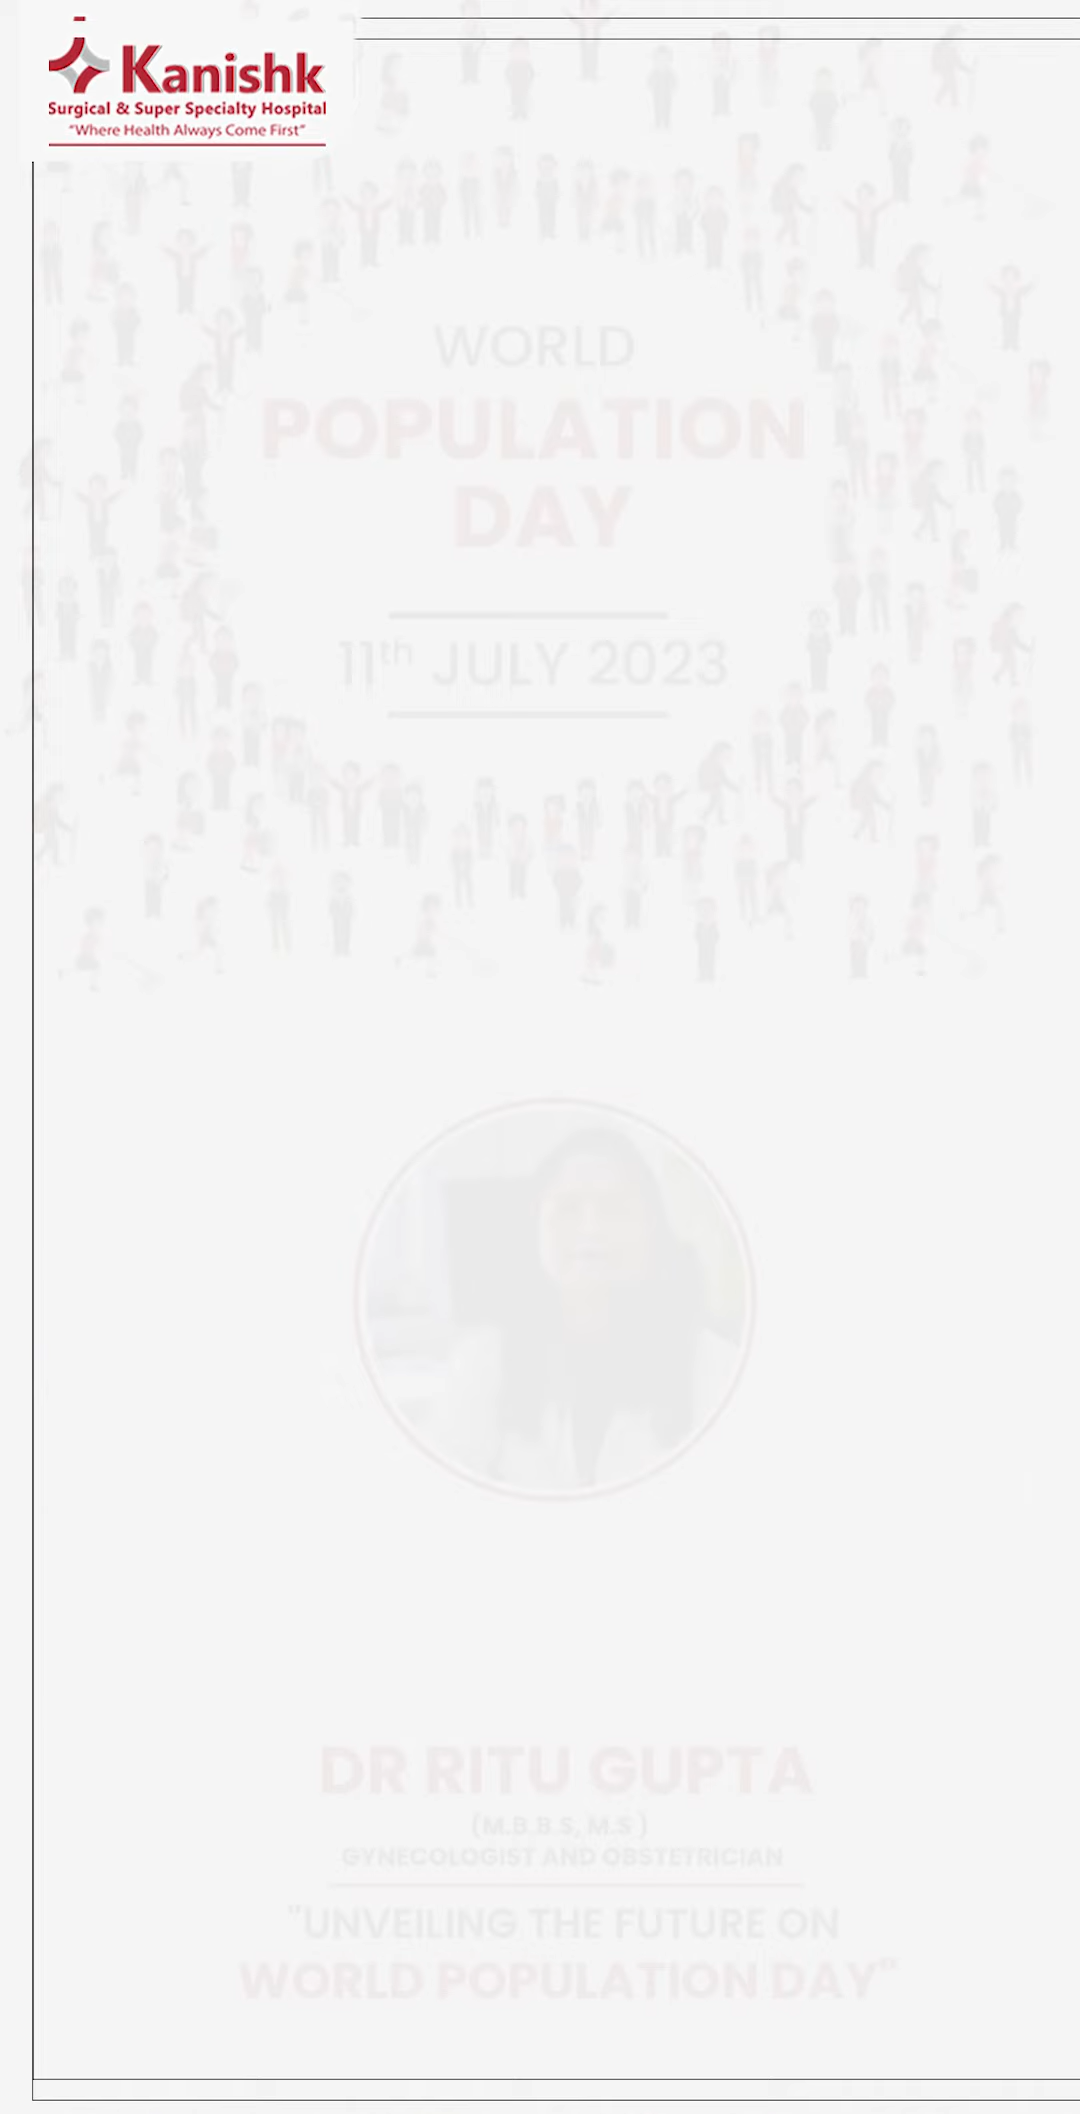 Kanishk
Surgical & Super Specialty Hospital
"Where Health Always Come First"
WORLD
POPULATION
DAY
11th JULY 2023
DR RITU GUPTA
(M.B.B.S, M.S )
GYNECOLOGIST AND OBSTETRICIAN
"UNVEILING THE FUTURE ON
WORLD POPULATION DAY"